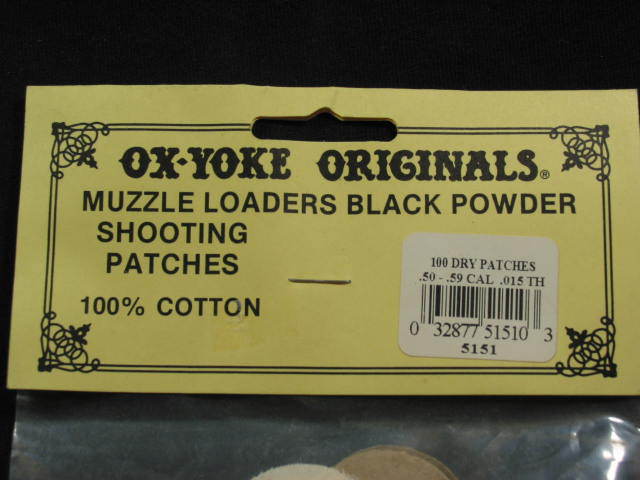 OX-YOKE ORIGINALS®
MUZZLE LOADERS BLACK POWDER
SHOOTING
PATCHES
100% COTTON
100 DRY PATCHES
.50 - .59 CAL .015 TH
0 32877 51510 3
5151